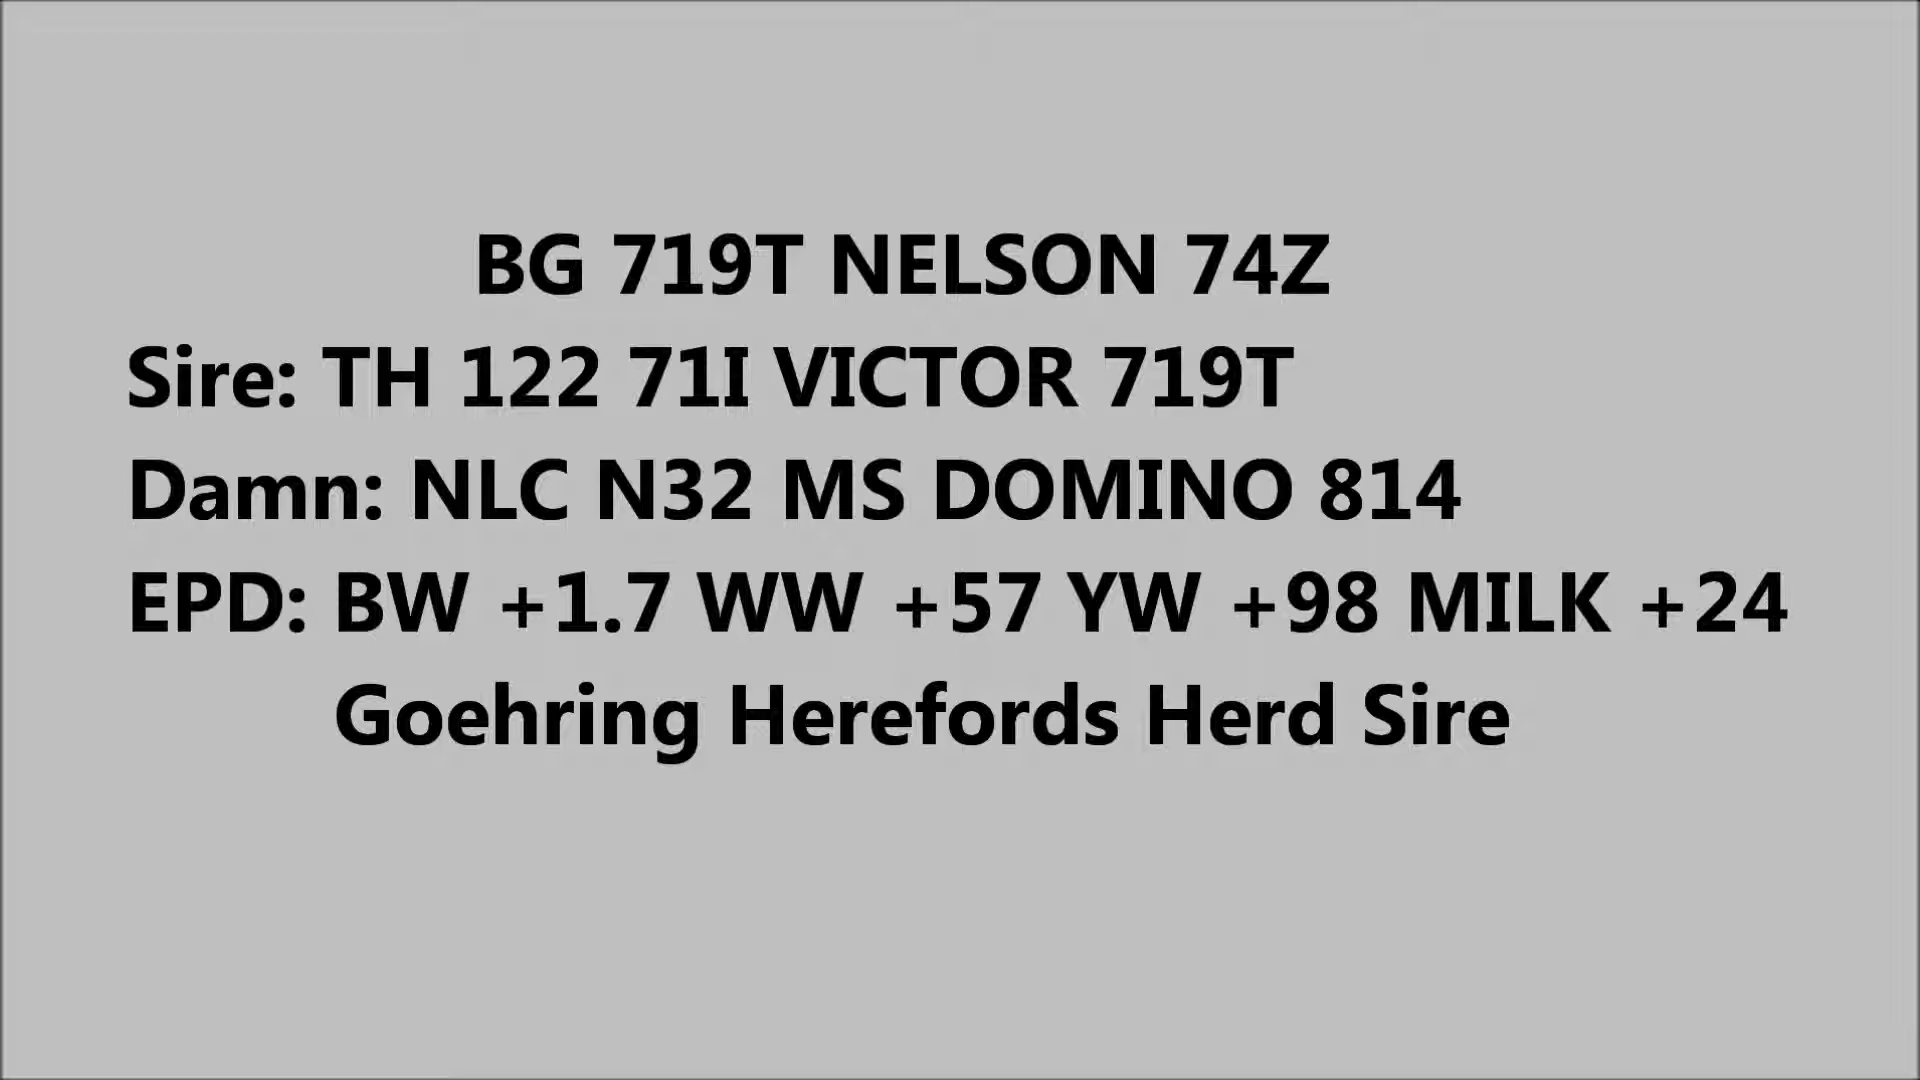 BG 719T NELSON 74Z
Sire: TH 122 71I VICTOR 719T
Damn: NLC N32 MS DOMINO 814
EPD: BW +1.7 WW +57 YW +98 MILK +24
Goehring Herefords Herd Sire